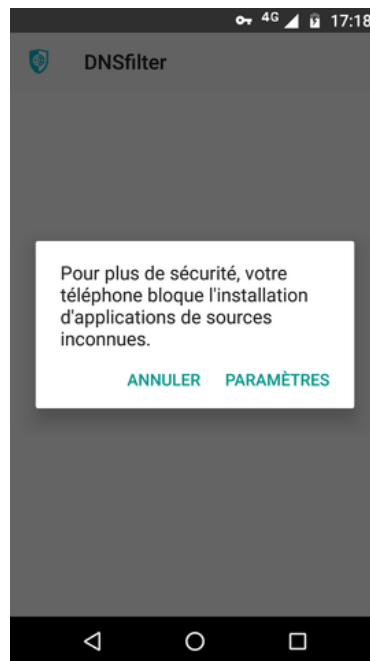 4G 17:18
DNSfilter
Pour plus de sécurité, votre
téléphone bloque l'installation
d'applications de sources
inconnues.
ANNULER PARAMÈTRES